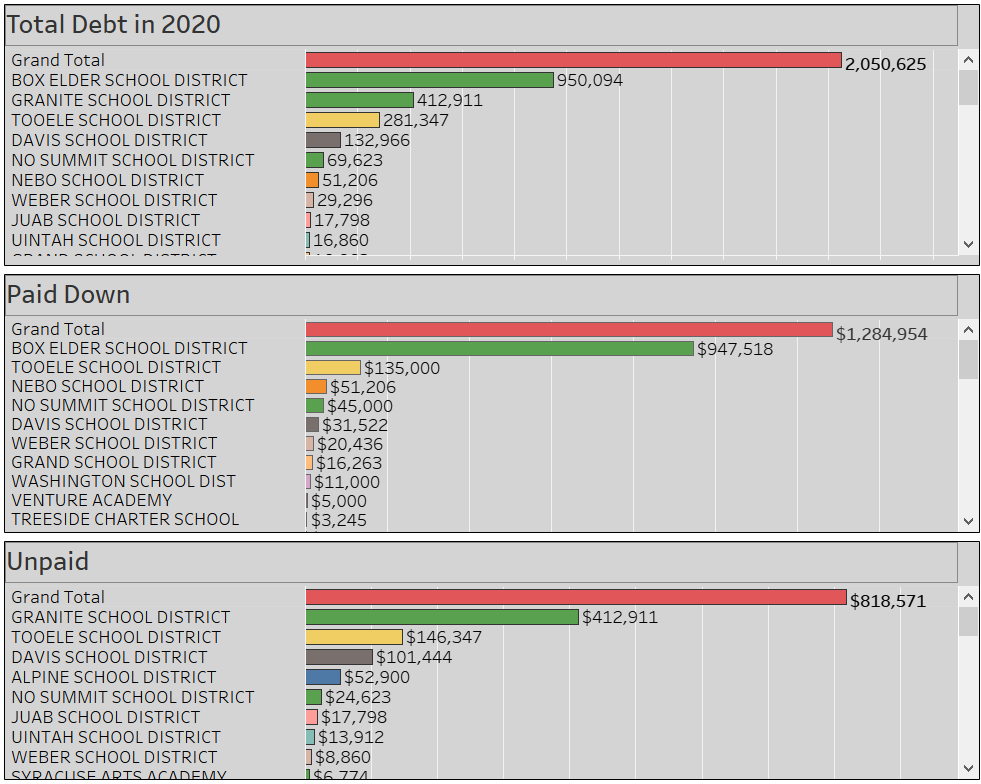 Total Debt in 2020
Grand Total 2,050,625
BOX ELDER SCHOOL DISTRICT 950,094
GRANITE SCHOOL DISTRICT 412,911
TOOELE SCHOOL DISTRICT 281,347
DAVIS SCHOOL DISTRICT 132,966
NO SUMMIT SCHOOL DISTRICT 69,623
NEBO SCHOOL DISTRICT 51,206
WEBER SCHOOL DISTRICT 29,296
JUAB SCHOOL DISTRICT 17,798
UINTAH SCHOOL DISTRICT 16,860
GRAND SCHOOL DISTRICT
Paid Down
Grand Total $1,284,954
BOX ELDER SCHOOL DISTRICT $947,518
TOOELE SCHOOL DISTRICT $135,000
NEBO SCHOOL DISTRICT $51,206
NO SUMMIT SCHOOL DISTRICT $45,000
DAVIS SCHOOL DISTRICT $31,522
WEBER SCHOOL DISTRICT $20,436
GRAND SCHOOL DISTRICT $16,263
WASHINGTON SCHOOL DIST $11,000
VENTURE ACADEMY $5,000
TREESIDE CHARTER SCHOOL $3,245
Unpaid
Grand Total $818,571
GRANITE SCHOOL DISTRICT $412,911
TOOELE SCHOOL DISTRICT $146,347
DAVIS SCHOOL DISTRICT $101,444
ALPINE SCHOOL DISTRICT $52,900
NO SUMMIT SCHOOL DISTRICT $24,623
JUAB SCHOOL DISTRICT $17,798
UINTAH SCHOOL DISTRICT $13,912
WEBER SCHOOL DISTRICT $8,860
SYRACUSE ARTS ACADEMY $6,774